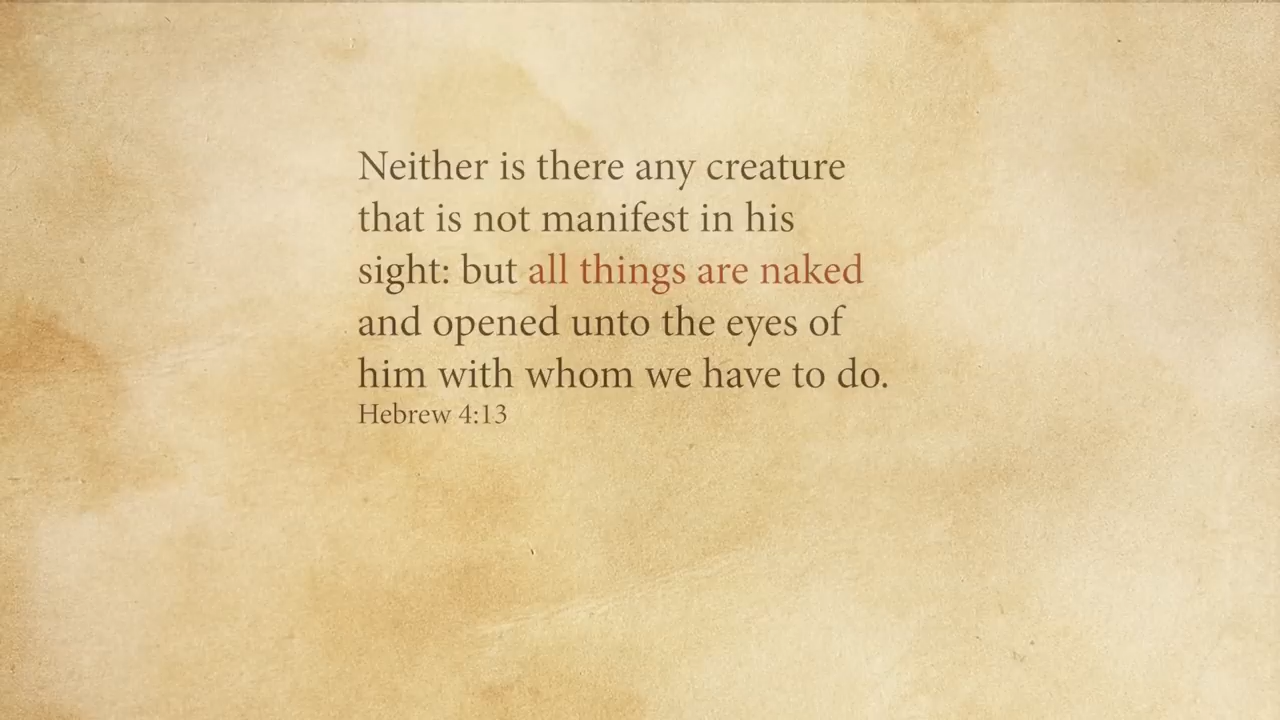 Neither is there any creature
that is not manifest in his
sight: but all things are naked
and opened unto the eyes of
him with whom we have to do.
Hebrew 4:13